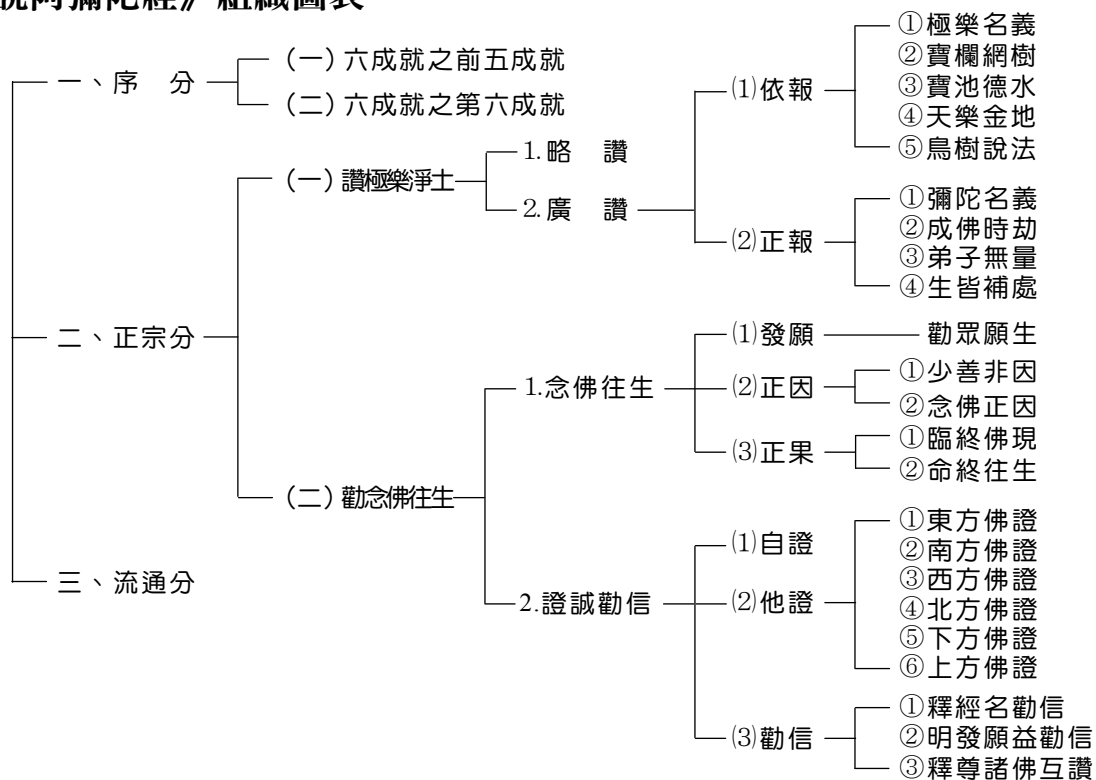 說阿彌陀經》組織圖表
一、序　分
(一)六成就之前五成就
(二)六成就之第六成就
二、正宗分
(一)讚極樂淨土
1.略　讚
2.廣　讚
⑴依報
①極樂名義
②寶欄網樹
③寶池德水
④天樂金地
⑤鳥樹說法
⑵正報
①彌陀名義
②成佛時劫
③弟子無量
④生皆補處
(二)勸念佛往生
1.念佛往生
⑴發願
勸眾願生
⑵正因
①少善非因
②念佛正因
⑶正果
①臨終佛現
②命終往生
2.證誠勸信
⑴自證
⑵他證
①東方佛證
②南方佛證
③西方佛證
④北方佛證
⑤下方佛證
⑥上方佛證
⑶勸信
①釋經名勸信
②明發願益勸信
③釋尊諸佛互讚
三、流通分